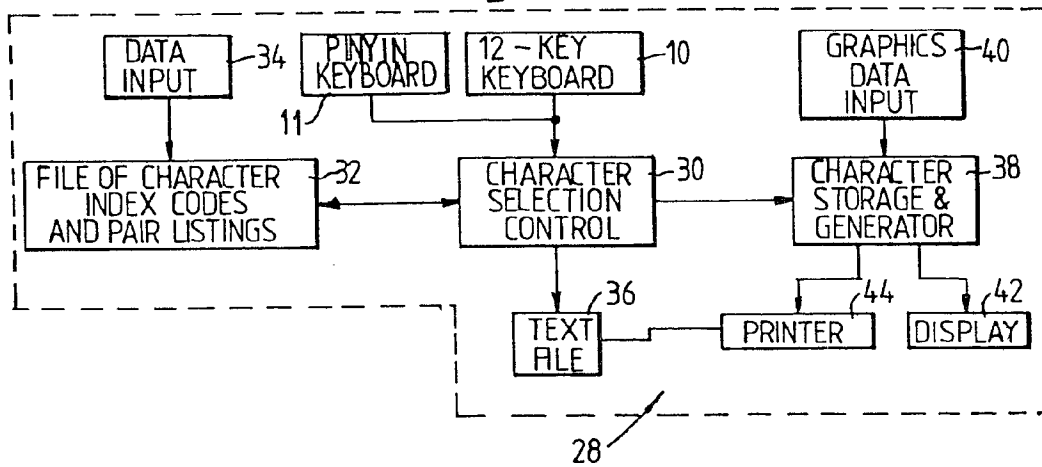 DATA
INPUT
34
PINYIN
KEYBOARD
11
12-KEY
KEYBOARD
10
GRAPHICS
DATA
INPUT
40
FILE OF CHARACTER
INDEX CODES
AND PAIR LISTINGS
32
CHARACTER
SELECTION
CONTROL
30
CHARACTER
STORAGE &
GENERATOR
38
TEXT
FILE
36
PRINTER
44
DISPLAY
42
28